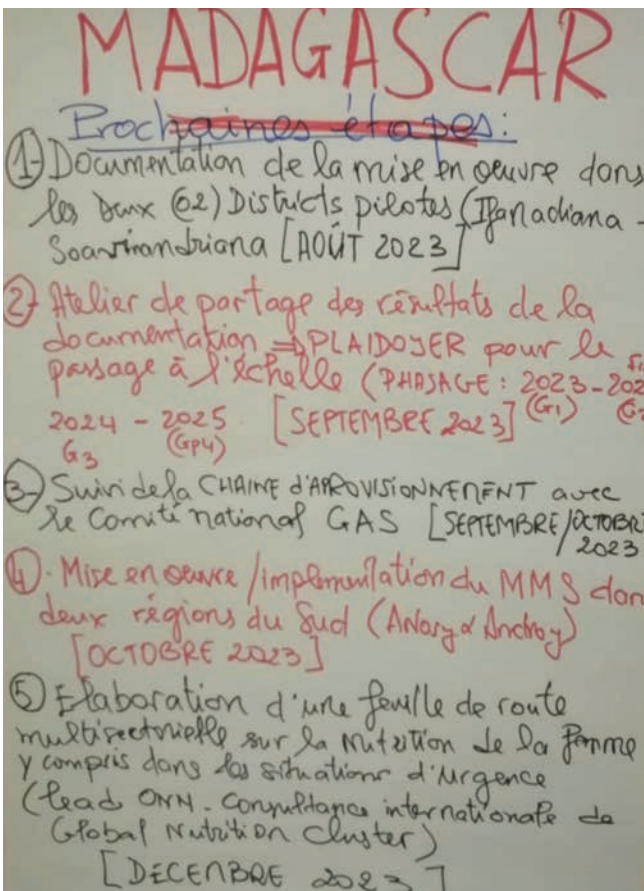 MADAGASCAR
Prochaines étapes:
1- Documentation de la mise en oeuvre dans
les Deux (02) Districts pilotes (Ifanadiana -
Soavinandriana [AOÛT 2023]
2- Atelier de partage des résultats de la
documentation ⇒ PLAIDOYER pour le
passage à l'échelle (PHASAGE : 2023 - 202
(G1)
2024 - 2025 [SEPTEMBRE 2023]
G3 (Gp4)
3- Suivi de la CHAINE d'APROVISIONNEMENT avec
le Comité national GAS [SEPTEMBRE/OCTOBRE
2023
4. Mise en oeuvre / implémentation du MMS dan
deux régions du Sud (ANosy & Androy)
[OCTOBRE 2023]
5 Elaboration d'une feuille de route
multisectorielle sur la Nutrition de la femme
y compris dans les situations d'urgence
(lead ONN. Consultance internationale de
Global Nutrition Cluster)
[DÉCEMBRE 2023]